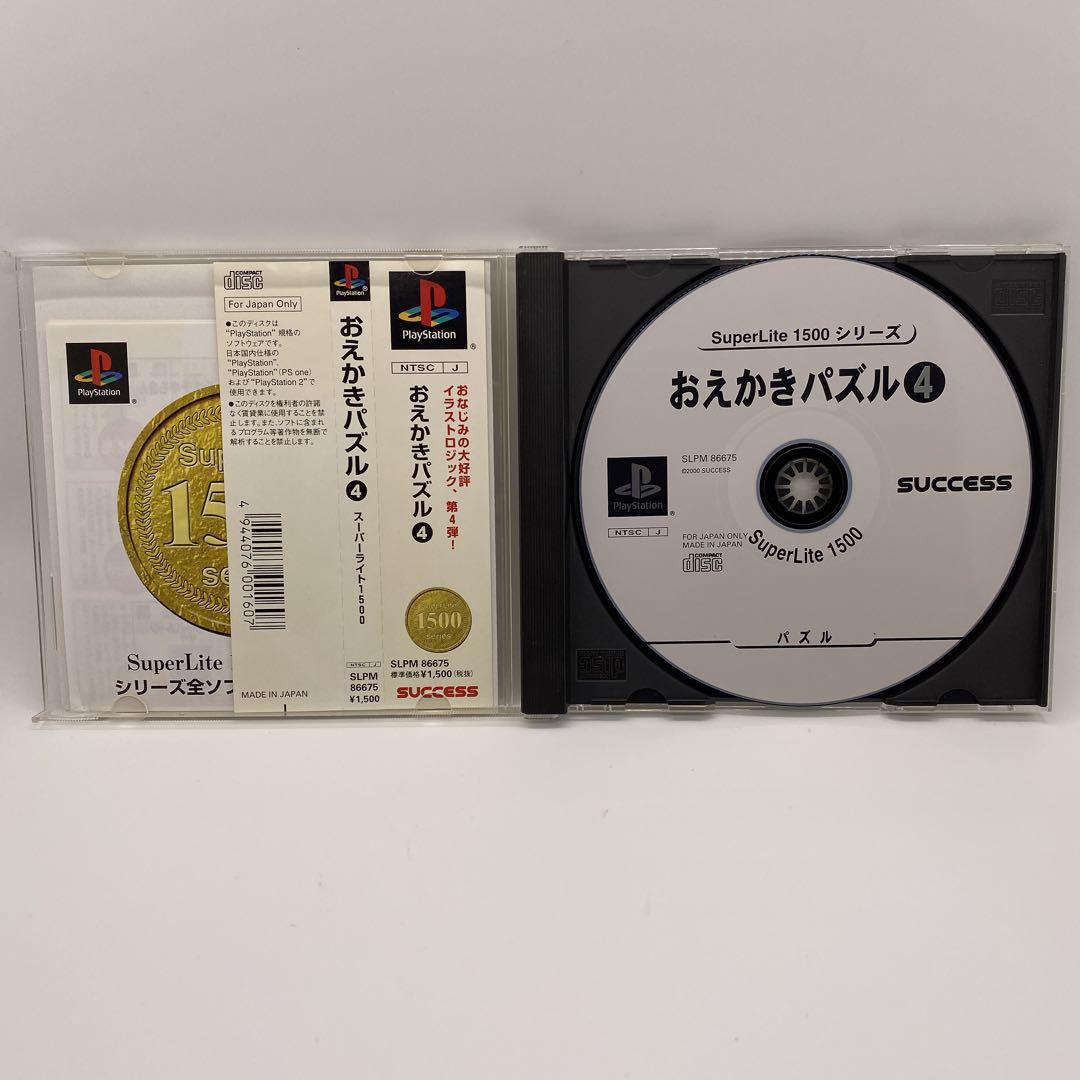 PlayStation
Sup
15
se
SuperLite
シリーズ全ソフ
COMPACT
disc
For Japan Only
●このディスクは
"PlayStation" 規格の
ソフトウェアです。
日本国内仕様の
"PlayStation",
"PlayStation"(PS one)
および"PlayStation 2"で
使用できます。
●このディスクを権利者の許諾
なく賃貸業に使用することを禁
止します。また、ソフトに含まれ
るプログラム等著作物を無断で
解析することを禁止します。
4944076001607
MADE IN JAPAN
PlayStation
おえかきパズル4
スーパーライト1500
NTSC J
SLPM
86675
¥1,500
PlayStation
NTSC J
おなじみの大好評
イラストロジック、第4弾!
おえかきパズル4
SuperLite
1500
series
SLPM 86675
標準価格¥1,500(税抜)
SUCCESS
SuperLite 1500 シリーズ
おえかきパズル4
SLPM 86675
©2000 SUCCESS
PlayStation
NTSC J
SUCCESS
FOR JAPAN ONLY
MADE IN JAPAN
COMPACT
disc
SuperLite 1500
パズル